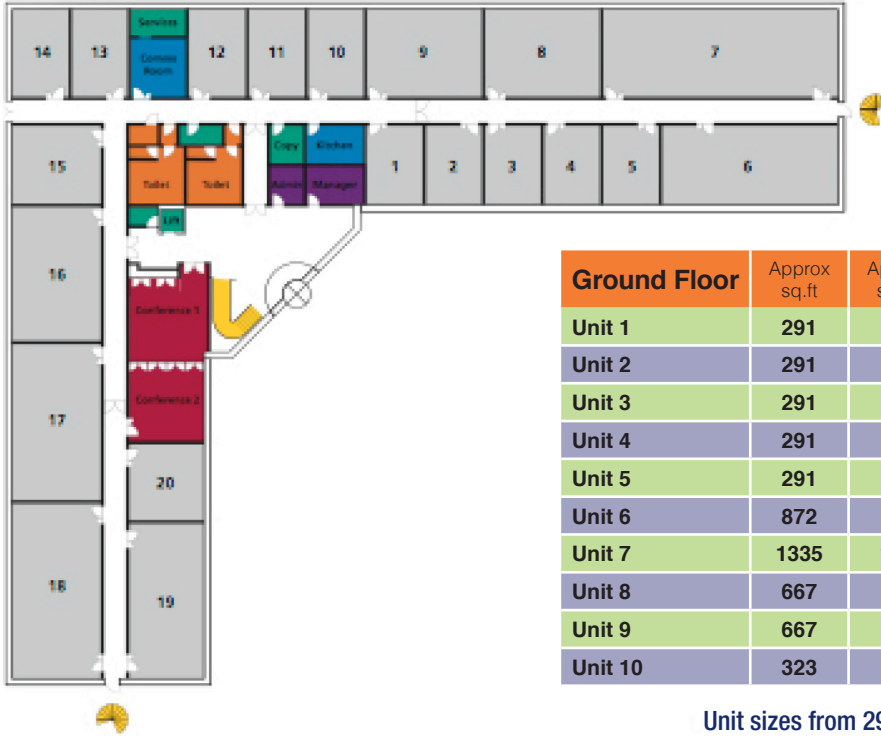 14 13 Services 12 11 10 9 8 7
Comms
Room
15 Copy Kitchen 1 2 3 4 5 6
Toilet Toilet Admin Manager
Lift
16
Conference 1
17 Conference 2
20
18 19
Ground Floor Approx
sq.ft
Unit 1 291
Unit 2 291
Unit 3 291
Unit 4 291
Unit 5 291
Unit 6 872
Unit 7 1335
Unit 8 667
Unit 9 667
Unit 10 323
Unit sizes from 29